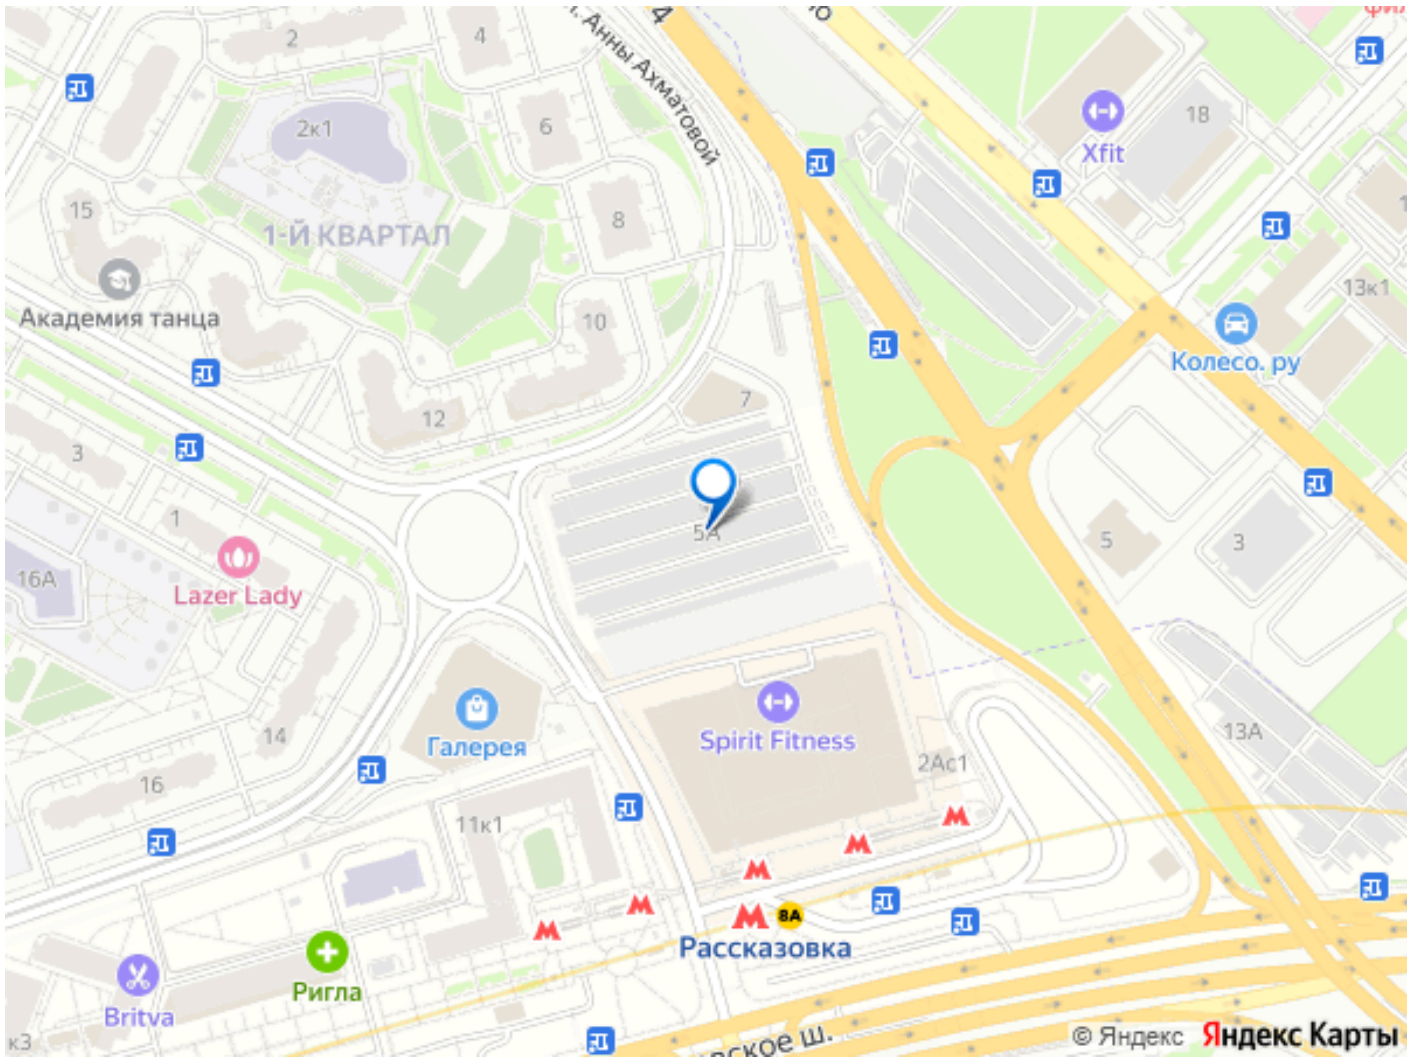 2
4
4
л. Анны Ахматовой
18
2к1
6
Xfit
15
8
1-Й КВАРТАЛ
13к1
Академия танца
10
Колесо. ру
7
12
3
1
5А
5
3
16А
Lazer Lady
Spirit Fitness
Галерея
14
13А
2Ас1
16
11к1
8А
Рассказовка
Ригла
Britva
к3
вское ш.
© Яндекс Яндекс Карты